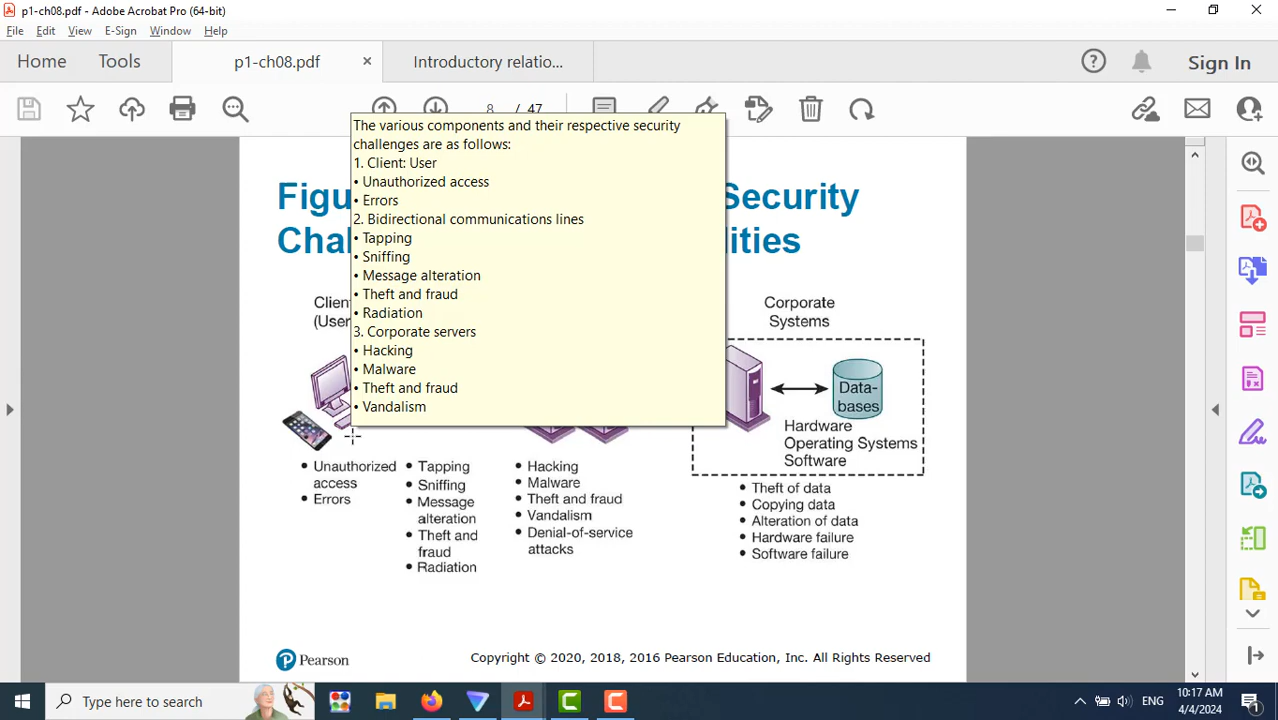 p1-ch08.pdf - Adobe Acrobat Pro (64-bit)
File Edit View E-Sign Window Help
Home Tools p1-ch08.pdf × Introductory relatio... Sign In
8 / 47
The various components and their respective security
challenges are as follows:
1. Client: User
• Unauthorized access
• Errors
2. Bidirectional communications lines
• Tapping
• Sniffing
• Message alteration
• Theft and fraud
• Radiation
3. Corporate servers
• Hacking
• Malware
• Theft and fraud
• Vandalism
Security
Client
(User
Corporate
Systems
Data-
bases
Hardware
Operating Systems
Software
• Unauthorized
access
• Errors
• Tapping
• Sniffing
• Message
alteration
• Theft and
fraud
• Radiation
• Hacking
• Malware
• Theft and fraud
• Vandalism
• Denial-of-service
attacks
• Theft of data
• Copying data
• Alteration of data
• Hardware failure
• Software failure
Pearson
Copyright © 2020, 2018, 2016 Pearson Education, Inc. All Rights Reserved
Type here to search
ENG
10:17 AM
4/4/2024
1